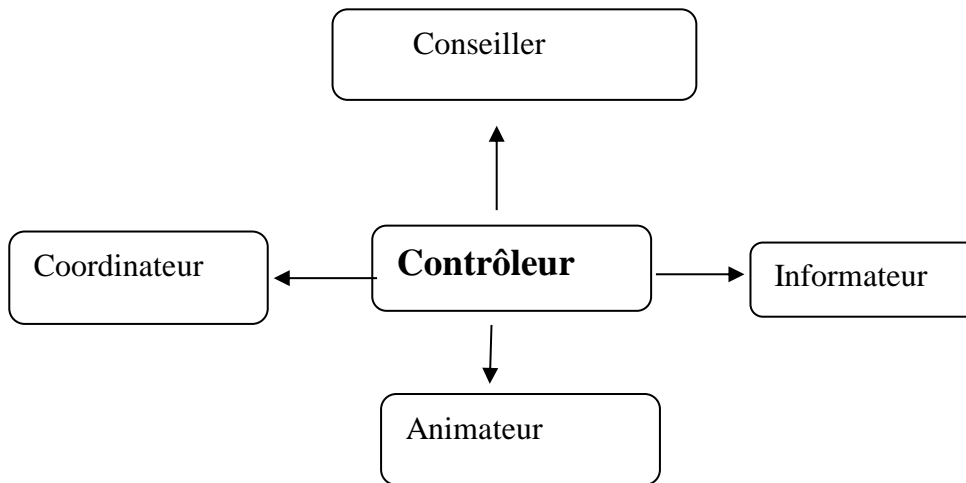 Conseiller
Coordinateur
Contrôleur
Informateur
Animateur